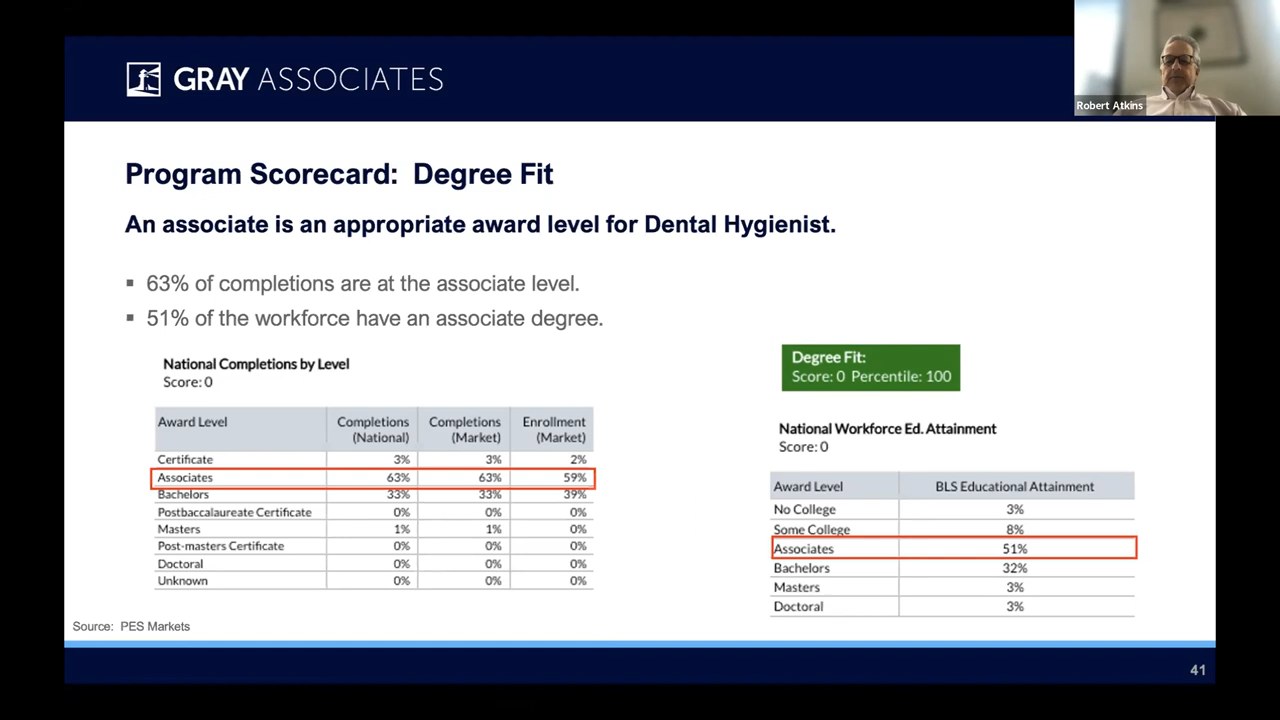 GRAY ASSOCIATES
Robert Atkins
Program Scorecard: Degree Fit
An associate is an appropriate award level for Dental Hygienist.
▪ 63% of completions are at the associate level.
▪ 51% of the workforce have an associate degree.
National Completions by Level
Score: 0
Award Level Completions (National) Completions (Market) Enrollment (Market)
Certificate 3% 3% 2%
Associates 63% 63% 59%
Bachelors 33% 33% 39%
Postbaccalaureate Certificate 0% 0% 0%
Masters 1% 1% 0%
Post-masters Certificate 0% 0% 0%
Doctoral 0% 0% 0%
Unknown 0% 0% 0%
Degree Fit:
Score: 0 Percentile: 100
National Workforce Ed. Attainment
Score: 0
Award Level BLS Educational Attainment
No College 3%
Some College 8%
Associates 51%
Bachelors 32%
Masters 3%
Doctoral 3%
Source: PES Markets
41